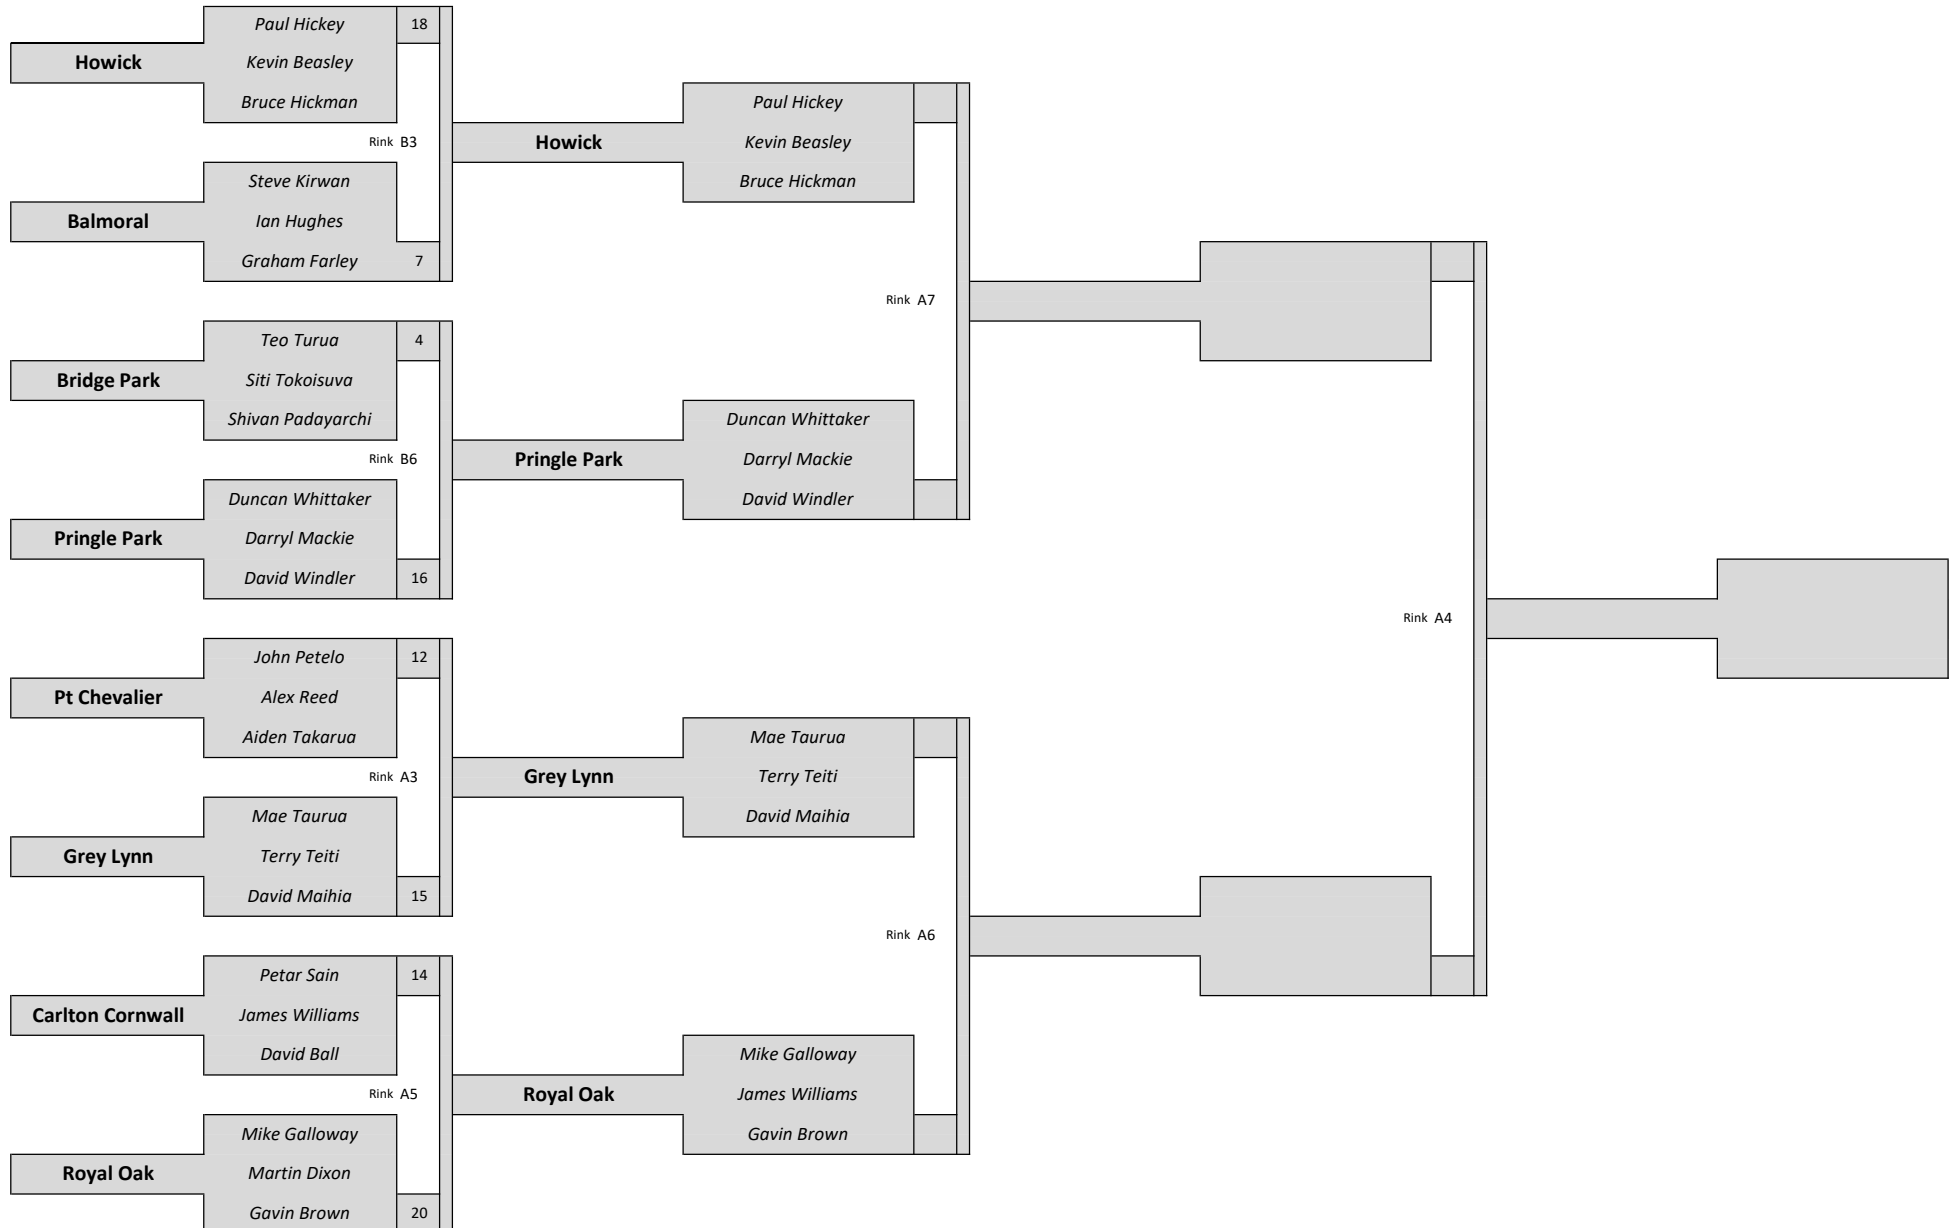 Paul Hickey 18
Howick Kevin Beasley
Bruce Hickman
Rink B3
Steve Kirwan
Balmoral Ian Hughes
Graham Farley 7
Teo Turua 4
Bridge Park Siti Tokoisuva
Shivan Padayarchi
Rink B6
Duncan Whittaker
Pringle Park Darryl Mackie
David Windler 16
John Petelo 12
Pt Chevalier Alex Reed
Aiden Takarua
Rink A3
Mae Taurua
Grey Lynn Terry Teiti
David Maihia 15
Petar Sain 14
Carlton Cornwall James Williams
David Ball
Rink A5
Mike Galloway
Royal Oak Martin Dixon
Gavin Brown 20
Paul Hickey
Howick Kevin Beasley
Bruce Hickman
Rink A7
Duncan Whittaker
Pringle Park Darryl Mackie
David Windler
Mae Taurua
Grey Lynn Terry Teiti
David Maihia
Rink A6
Mike Galloway
Royal Oak James Williams
Gavin Brown
Rink A4